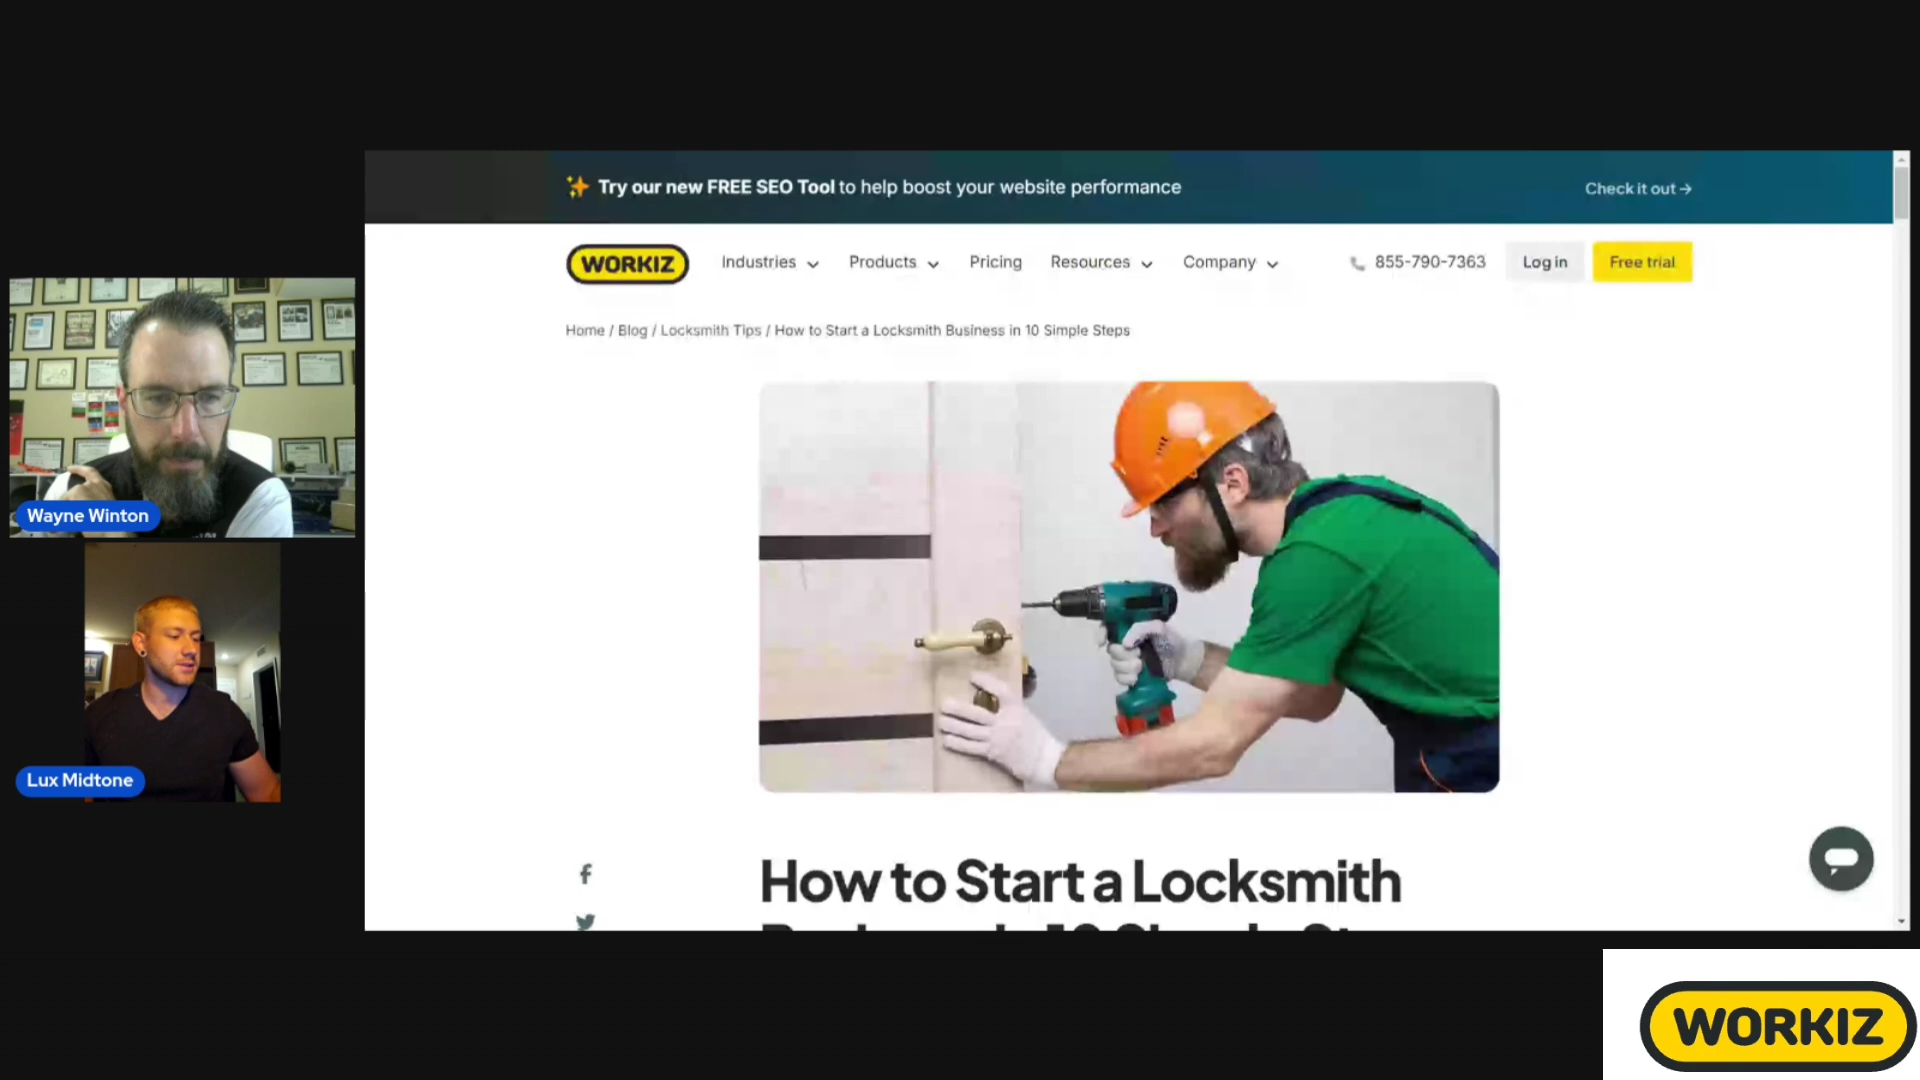 Try our new FREE SEO Tool to help boost your website performance
Check it out →
WORKIZ
Industries
Products
Pricing
Resources
Company
855-790-7363
Log in
Free trial
Home / Blog / Locksmith Tips / How to Start a Locksmith Business in 10 Simple Steps
Wayne Winton
Lux Midtone
How to Start a Locksmith
WORKIZ